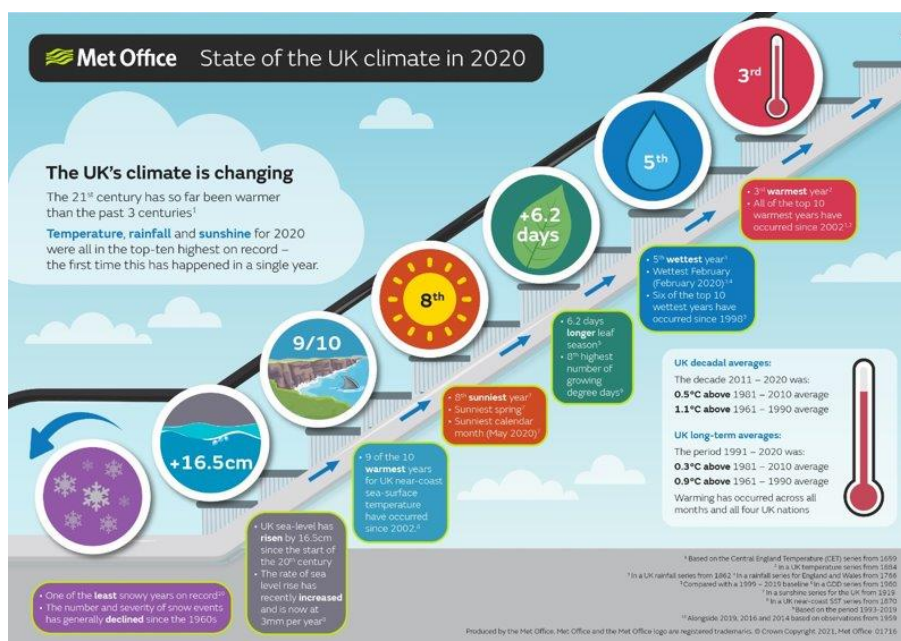 Met Office State of the UK climate in 2020
The UK's climate is changing
The 21st century has so far been warmer
than the past 3 centuries1
Temperature, rainfall and sunshine for 2020
were all in the top-ten highest on record –
the first time this has happened in a single year.
3rd
5th
+6.2
days
8th
9/10
+16.5cm
• 3rd warmest year2
• All of the top 10
warmest years have
occurred since 2002
• 5th wettest year3
• Wettest February
(February 2020)
• Six of the top 10
wettest years have
occurred since 1998
• 6.2 days
longer leaf
season5
• 8th highest
number of
growing
degree days6
• 8th sunniest year7
• Sunniest spring7
• Sunniest calendar
month (May 2020)7
• 9 of the 10
warmest years
for UK near-coast
sea-surface
temperature
have occurred
since 2002.8
• UK sea-level has
risen by 16.5cm
since the start of
the 20th century
• The rate of sea
level rise has
recently increased
and is now at
3mm per year9
• One of the least snowy years on record10
• The number and severity of snow events
has generally declined since the 1960s
UK decadal averages:
The decade 2011 – 2020 was:
0.5°C above 1981 – 2010 average
1.1°C above 1961 – 1990 average
UK long-term averages:
The period 1991 – 2020 was:
0.3°C above 1981 – 2010 average
0.9°C above 1961 – 1990 average
Warming has occurred across all
months and all four UK nations
1 Based on the Central England Temperature (CET) series from 1659
2 In a UK temperature series from 1884
3 In a UK rainfall series from 1862 4 In a rainfall series for England and Wales from 1766
5 Compared with a 1999 – 2019 baseline 6 In a GDD series from 1960
7 In a sunshine series for the UK from 1919
8 In a UK near-coast SST series from 1870
9 Based on the period 1993-2019
10 Alongside 2019, 2016 and 2014 based on observations from 1959
Produced by the Met Office. Met Office and the Met Office logo are registered trademarks. © Crown Copyright 2021, Met Office 01716